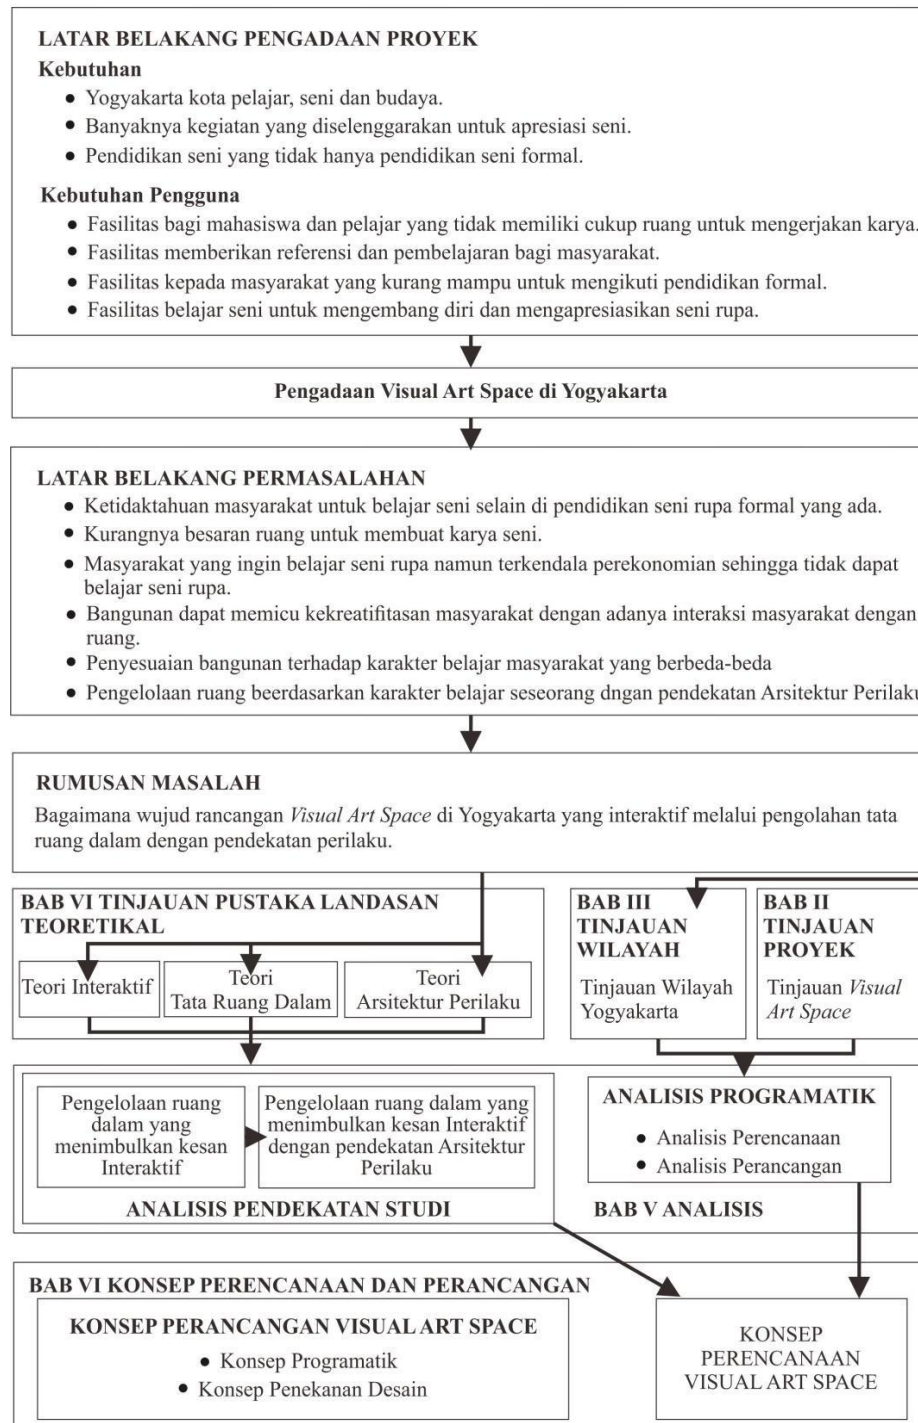 LATAR BELAKANG PENGADAAN PROYEK
Kebutuhan
● Yogyakarta kota pelajar, seni dan budaya.
● Banyaknya kegiatan yang diselenggarakan untuk apresiasi seni.
● Pendidikan seni yang tidak hanya pendidikan seni formal.
Kebutuhan Pengguna
● Fasilitas bagi mahasiswa dan pelajar yang tidak memiliki cukup ruang untuk mengerjakan karya.
● Fasilitas memberikan referensi dan pembelajaran bagi masyarakat.
● Fasilitas kepada masyarakat yang kurang mampu untuk mengikuti pendidikan formal.
● Fasilitas belajar seni untuk mengembang diri dan mengapresiasikan seni rupa.
Pengadaan Visual Art Space di Yogyakarta
LATAR BELAKANG PERMASALAHAN
● Ketidaktahuan masyarakat untuk belajar seni selain di pendidikan seni rupa formal yang ada.
● Kurangnya besaran ruang untuk membuat karya seni.
● Masyarakat yang ingin belajar seni rupa namun terkendala perekonomian sehingga tidak dapat
belajar seni rupa.
● Bangunan dapat memicu kekreatifitasan masyarakat dengan adanya interaksi masyarakat dengan
ruang.
● Penyesuaian bangunan terhadap karakter belajar masyarakat yang berbeda-beda
● Pengelolaan ruang beerdasarkan karakter belajar seseorang dngan pendekatan Arsitektur Perilaku
RUMUSAN MASALAH
Bagaimana wujud rancangan Visual Art Space di Yogyakarta yang interaktif melalui pengolahan tata
ruang dalam dengan pendekatan perilaku.
BAB VI TINJAUAN PUSTAKA LANDASAN
TEORETIKAL
Teori Interaktif
Teori
Tata Ruang Dalam
Teori
Arsitektur Perilaku
BAB III
TINJAUAN
WILAYAH
Tinjauan Wilayah
Yogyakarta
BAB II
TINJAUAN
PROYEK
Tinjauan Visual
Art Space
Pengelolaan ruang
dalam yang
menimbulkan kesan
Interaktif
Pengelolaan ruang dalam yang
menimbulkan kesan Interaktif
dengan pendekatan Arsitektur
Perilaku
ANALISIS PENDEKATAN STUDI
ANALISIS PROGRAMATIK
● Analisis Perencanaan
● Analisis Perancangan
BAB V ANALISIS
BAB VI KONSEP PERENCANAAN DAN PERANCANGAN
KONSEP PERANCANGAN VISUAL ART SPACE
● Konsep Programatik
● Konsep Penekanan Desain
KONSEP
PERENCANAAN
VISUAL ART SPACE